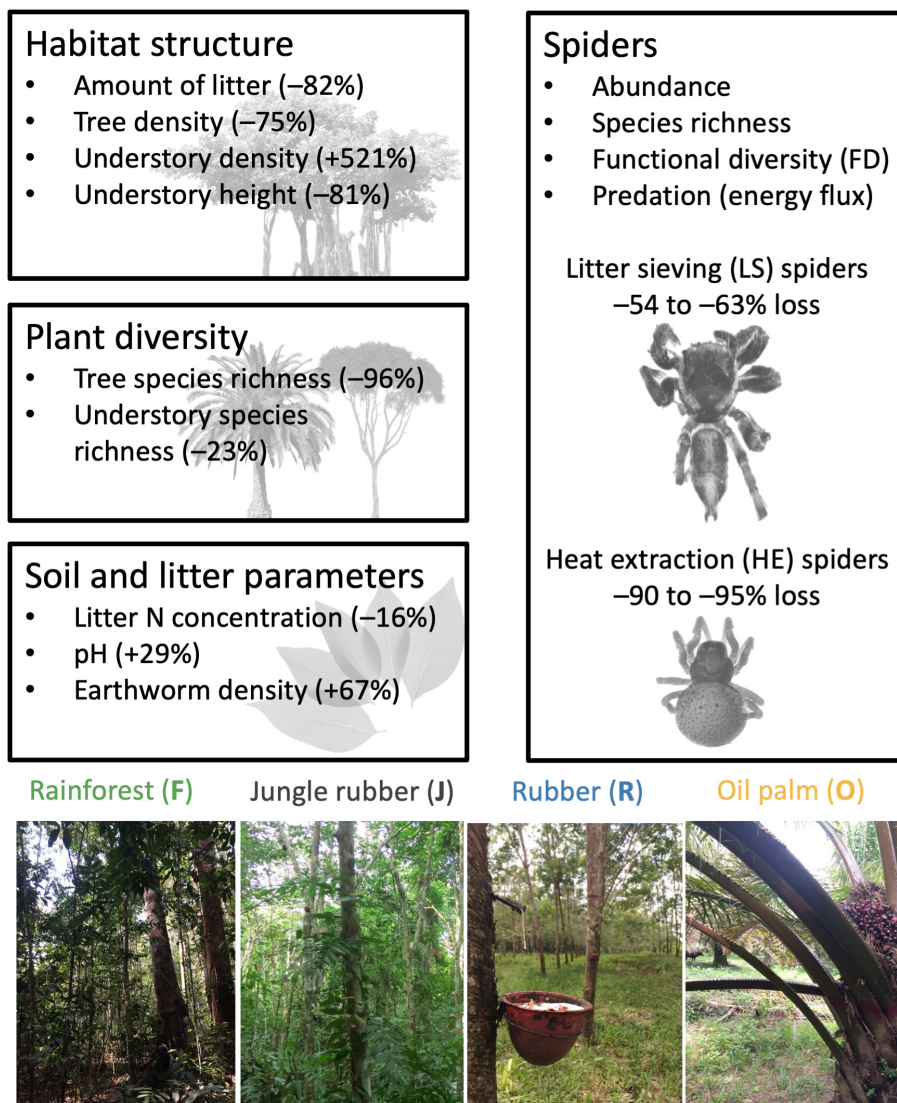 Habitat structure
• Amount of litter (–82%)
• Tree density (–75%)
• Understory density (+521%)
• Understory height (–81%)
Plant diversity
• Tree species richness (–96%)
• Understory species
richness (–23%)
Soil and litter parameters
• Litter N concentration (–16%)
• pH (+29%)
• Earthworm density (+67%)
Spiders
• Abundance
• Species richness
• Functional diversity (FD)
• Predation (energy flux)
Litter sieving (LS) spiders
–54 to –63% loss
Heat extraction (HE) spiders
–90 to –95% loss
Rainforest (F)
Jungle rubber (J)
Rubber (R)
Oil palm (O)